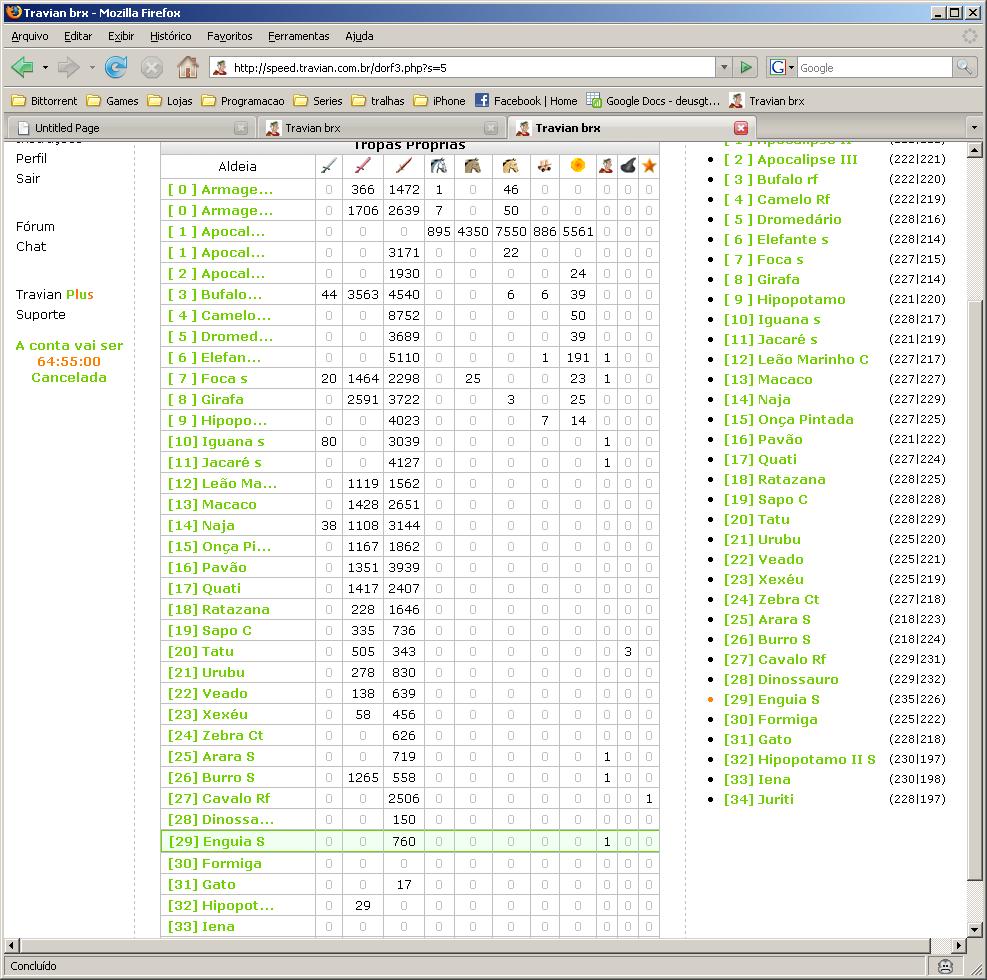 Travian brx - Mozilla Firefox
Arquivo Editar Exibir Histórico Favoritos Ferramentas Ajuda
http://speed.travian.com.br/dorf3.php?s=5
G Google
Bittorrent Games Lojas Programacao Series tralhas iPhone Facebook | Home Google Docs - deusgt... Travian brx
Untitled Page
Travian brx
Travian brx
Perfil
Sair
Fórum
Chat
Travian Plus
Suporte
A conta vai ser
64:55:00
Cancelada
Tropas Próprias
Aldeia
[ 0 ] Armage... 0 366 1472 1 0 46 0 0 0 0 0
[ 0 ] Armage... 0 1706 2639 7 0 50 0 0 0 0 0
[ 1 ] Apocal... 0 0 0 895 4350 7550 886 5561 0 0 0
[ 1 ] Apocal... 0 0 3171 0 0 22 0 0 0 0 0
[ 2 ] Apocal... 0 0 1930 0 0 0 0 24 0 0 0
[ 3 ] Bufalo... 44 3563 4540 0 0 6 6 39 0 0 0
[ 4 ] Camelo... 0 0 8752 0 0 0 0 50 0 0 0
[ 5 ] Dromed... 0 0 3689 0 0 0 0 39 0 0 0
[ 6 ] Elefan... 0 0 5110 0 0 0 1 191 1 0 0
[ 7 ] Foca s 20 1464 2298 0 25 0 0 23 1 0 0
[ 8 ] Girafa 0 2591 3722 0 0 3 0 25 0 0 0
[ 9 ] Hipopo... 0 0 4023 0 0 0 7 14 0 0 0
[10] Iguana s 80 0 3039 0 0 0 0 0 1 0 0
[11] Jacaré s 0 0 4127 0 0 0 0 0 1 0 0
[12] Leão Ma... 0 1119 1562 0 0 0 0 0 0 0 0
[13] Macaco 0 1428 2651 0 0 0 0 0 0 0 0
[14] Naja 38 1108 3144 0 0 0 0 0 0 0 0
[15] Onça Pi... 0 1167 1862 0 0 0 0 0 0 0 0
[16] Pavão 0 1351 3939 0 0 0 0 0 0 0 0
[17] Quati 0 1417 2407 0 0 0 0 0 0 0 0
[18] Ratazana 0 228 1646 0 0 0 0 0 0 0 0
[19] Sapo C 0 335 736 0 0 0 0 0 0 0 0
[20] Tatu 0 505 343 0 0 0 0 0 0 3 0
[21] Urubu 0 278 830 0 0 0 0 0 0 0 0
[22] Veado 0 138 639 0 0 0 0 0 0 0 0
[23] Xexéu 0 58 456 0 0 0 0 0 0 0 0
[24] Zebra Ct 0 0 626 0 0 0 0 0 0 0 0
[25] Arara S 0 0 719 0 0 0 0 0 1 0 0
[26] Burro S 0 1265 558 0 0 0 0 0 1 0 0
[27] Cavalo Rf 0 0 2506 0 0 0 0 0 0 0 1
[28] Dinossa... 0 0 150 0 0 0 0 0 0 0 0
[29] Enguia S 0 0 760 0 0 0 0 0 1 0 0
[30] Formiga 0 0 0 0 0 0 0 0 0 0 0
[31] Gato 0 0 17 0 0 0 0 0 0 0 0
[32] Hipopot... 0 29 0 0 0 0 0 0 0 0 0
[33] Iena 0 0 0 0 0 0 0 0 0 0 0
[ 2 ] Apocalipse III (222|221)
[ 3 ] Bufalo rf (222|220)
[ 4 ] Camelo Rf (222|219)
[ 5 ] Dromedário (228|216)
[ 6 ] Elefante s (228|214)
[ 7 ] Foca s (227|215)
[ 8 ] Girafa (227|214)
[ 9 ] Hipopotamo (221|220)
[10] Iguana s (228|217)
[11] Jacaré s (221|219)
[12] Leão Marinho C (227|217)
[13] Macaco (227|227)
[14] Naja (227|229)
[15] Onça Pintada (227|225)
[16] Pavão (221|222)
[17] Quati (227|224)
[18] Ratazana (228|225)
[19] Sapo C (228|228)
[20] Tatu (228|229)
[21] Urubu (225|220)
[22] Veado (225|221)
[23] Xexéu (225|219)
[24] Zebra Ct (227|218)
[25] Arara S (218|223)
[26] Burro S (218|224)
[27] Cavalo Rf (229|231)
[28] Dinossauro (229|232)
[29] Enguia S (235|226)
[30] Formiga (225|222)
[31] Gato (228|218)
[32] Hipopotamo II S (230|197)
[33] Iena (230|198)
[34] Juriti (228|197)
Concluído